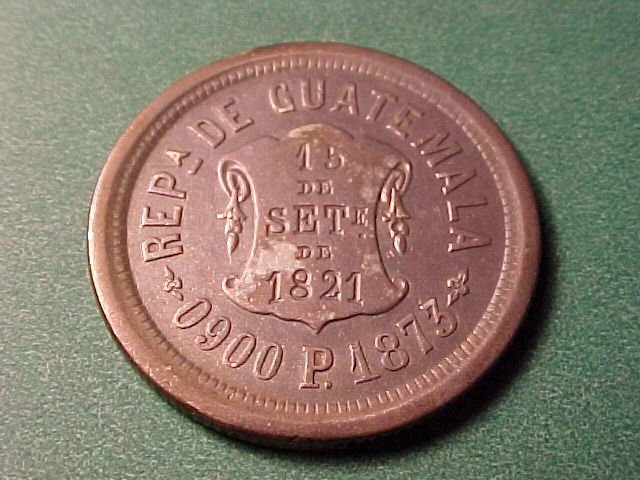 REPA DE GUATEMALA
15
DE
SETE
DE
1821
0900 P. 1873